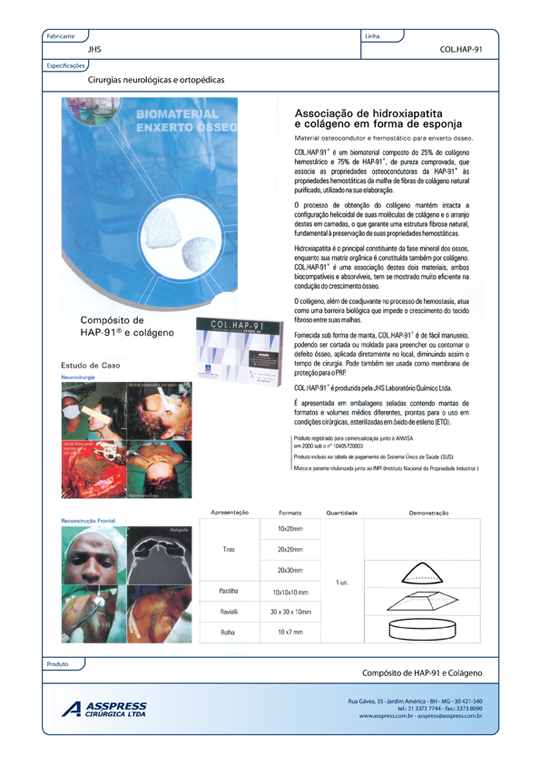 Fabricante
JHS
Linha
COL.HAP-91
Especificações
Cirurgias neurológicas e ortopédicas
BIOMATERIAL
ENXERTO ÓSSEO
Compósito de
HAP-91® e colágeno
COL.HAP-91
Associação de hidroxiapatita
e colágeno em forma de esponja
Material osteocondutor e hemostático para enxerto ósseo.
COL.HAP-91® é um biomaterial composto de 25% de colágeno
hemostárico e 75% de HAP-91®, de pureza comprovada, que
associa as propriedades osteocondutoras da HAP-91® às
propriedades hemostáticas da malha de fibras de colágeno natural
purificado, utilizado na sua elaboração.
O processo de obtenção do colágeno mantém intacta a
configuração helicoidal de suas moléculas de colágeno e o arranjo
destas em camadas, o que garante uma estrutura fibrosa natural,
fundamental à preservação de suas propriedades hemostáticas.
Hidroxiapatita é o principal constituinte da fase mineral dos ossos,
enquanto sua matriz orgânica é constituída também por colágeno.
COL.HAP-91® é uma associação destes dois materiais, ambos
biocompatíveis e absorvíveis, tem se mostrado muito eficiente na
condução do crescimento ósseo.
O colágeno, além de coadjuvante no processo de hemostasia, atua
como uma barreira biológica que impede o crescimento do tecido
fibroso entre suas malhas.
Fornecida sob forma de manta, COL.HAP-91® é de fácil manuseio,
podendo ser cortada ou moldada para preencher ou contornar o
defeito ósseo, aplicada diretamente no local, diminuindo assim o
tempo de cirurgia. Pode também ser usada como membrana de
proteção para o PRP.
COL.HAP-91® é produzida pela JHS Laboratório Químico Ltda.
É apresentada em embalagens seladas contendo mantas de
formatos e volumes médios diferentes, prontas para o uso em
condições cirúrgicas, esterilizadas em óxido de etileno (ETO).
Produto registrado para comercialização junto à ANVISA
em 2000 sob o nº 10405720003
Produto incluso na tabela de pagamento do Sistema Único de Saúde (SUS).
Marca e patente titularizada junto ao INPI (Instituto Nacional de Propriedade Industrial )
Estudo de Caso
Neurocirurgia
Reconstrução Frontal
Radiografia
Apresentação Formato Quantidade Demonstração
Tiras
10x20mm
20x20mm
20x30mm
Pastilha 10x10x10 mm
Raviolli 30 x 30 x 10mm
Rolha 10 x7 mm
1 un.
Produto
Compósito de HAP-91 e Colágeno
ASSPRESS
CIRÚRGICA LTDA
Rua Gávea, 35 - Jardim América - BH - MG - 30 421-340
tel.: 31 3373 7744 - fax.: 3373 8090
www.asspress.com.br - asspress@asspress.com.br